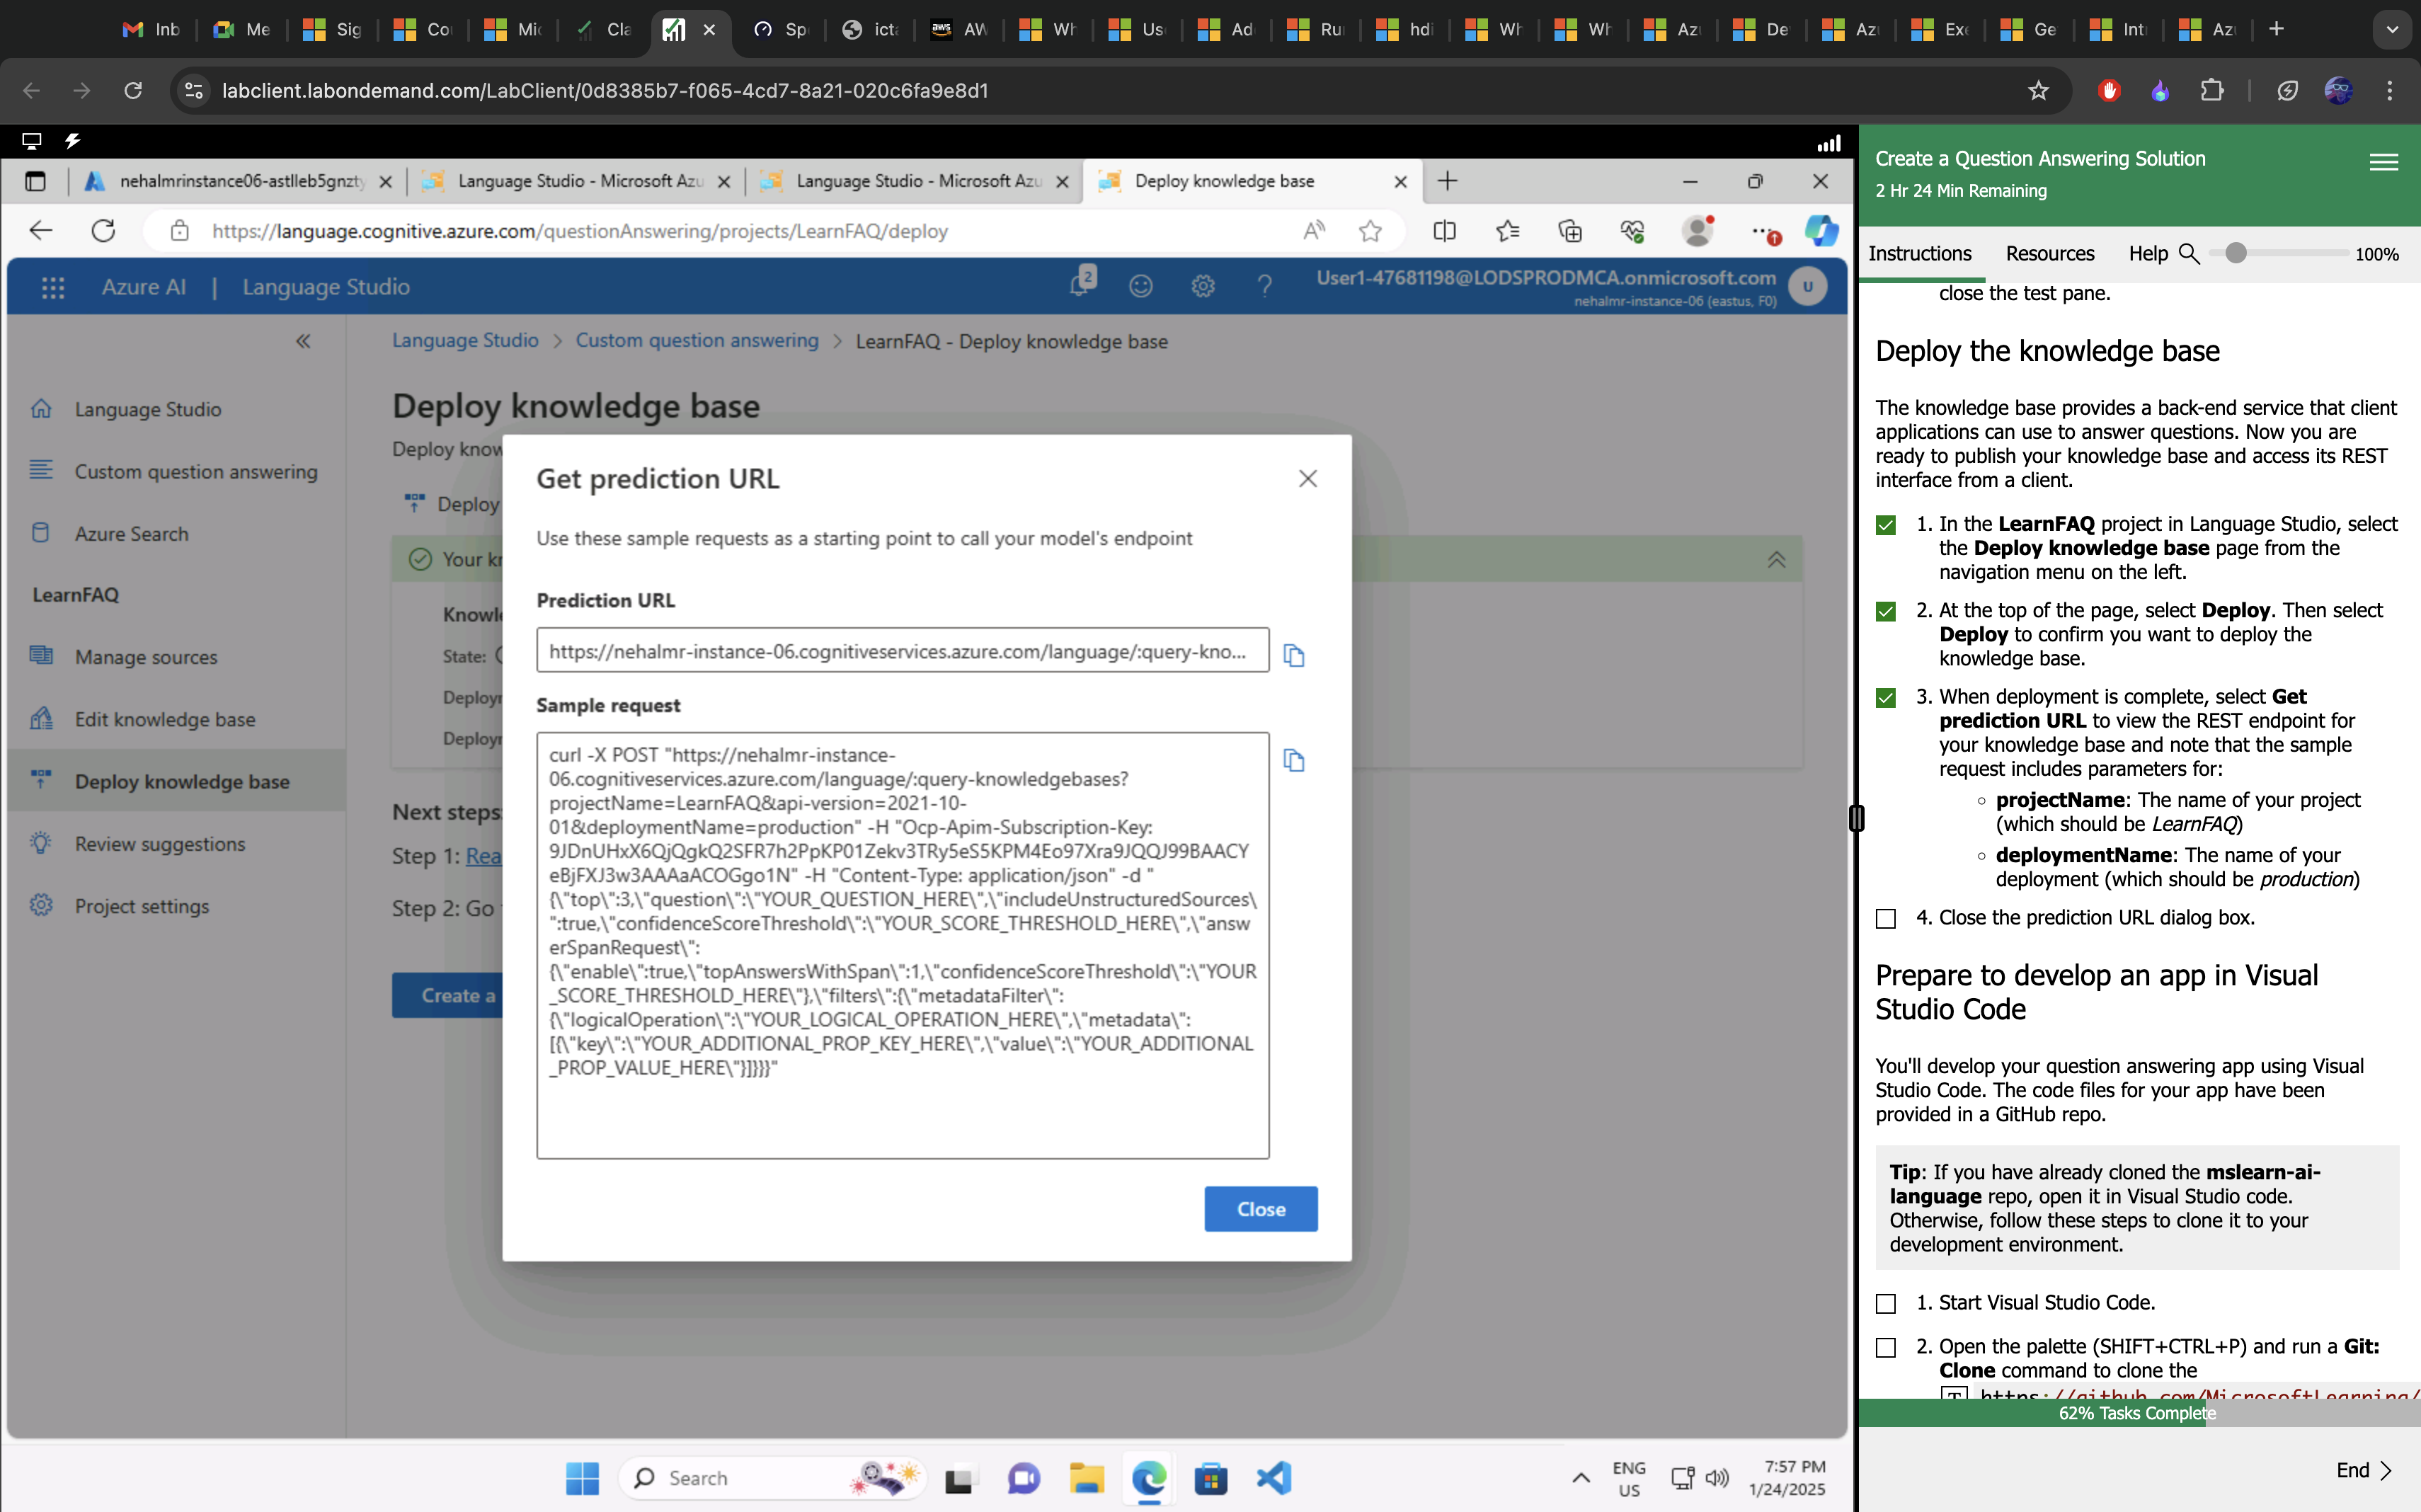 Inb
Me
Sig
Mic
Cla
Sp
icta
AW
Wh
Us
Ad
Ru
hdi
Wh
Wh
Az
De
Az
Exe
Ge
Int
Az
labclient.labondemand.com/LabClient/0d8385b7-f065-4cd7-8a21-020c6fa9e8d1
nehalmrinstance06-astlleb5gnzty
Language Studio - Microsoft Azu
Language Studio - Microsoft Azu
Deploy knowledge base
https://language.cognitive.azure.com/questionAnswering/projects/LearnFAQ/deploy
Azure AI | Language Studio
2
User1-47681198@LODSPRODMCA.onmicrosoft.com
nehalmr-instance-06 (eastus, F0)
U
Language Studio > Custom question answering > LearnFAQ - Deploy knowledge base
Language Studio
Custom question answering
Azure Search
LearnFAQ
Manage sources
Edit knowledge base
Deploy knowledge base
Review suggestions
Project settings
Deploy knowledge base
Deploy know
Deploy
Your kn
Knowle
State:
Deployr
Deployr
Next steps:
Step 1: Rea
Step 2: Go
Create a
Get prediction URL
Use these sample requests as a starting point to call your model's endpoint
Prediction URL
https://nehalmr-instance-06.cognitiveservices.azure.com/language/:query-kno...
Sample request
curl -X POST "https://nehalmr-instance-
06.cognitiveservices.azure.com/language/:query-knowledgebases?
projectName=LearnFAQ&api-version=2021-10-
01&deploymentName=production" -H "Ocp-Apim-Subscription-Key:
9JDnUHxX6QjQgkQ2SFR7h2PpKP01Zekv3TRy5eS5KPM4Eo97Xra9JQQJ99BAACY
eBjFXJ3w3AAAaACOGgo1N" -H "Content-Type: application/json" -d "
{\"top\":3,\"question\":\"YOUR_QUESTION_HERE\",\"includeUnstructuredSources\
":true,\"confidenceScoreThreshold\":\"YOUR_SCORE_THRESHOLD_HERE\",\"answ
erSpanRequest\":
{\"enable\":true,\"topAnswersWithSpan\":1,\"confidenceScoreThreshold\":\"YOUR
_SCORE_THRESHOLD_HERE\"},\"filters\":{\"metadataFilter\":
{\"logicalOperation\":\"YOUR_LOGICAL_OPERATION_HERE\",\"metadata\":
[{\"key\":\"YOUR_ADDITIONAL_PROP_KEY_HERE\",\"value\":\"YOUR_ADDITIONAL
_PROP_VALUE_HERE\"}]}}}"
Close
Search
ENG
US
7:57 PM
1/24/2025
Create a Question Answering Solution
2 Hr 24 Min Remaining
Instructions
Resources
Help
100%
close the test pane.
Deploy the knowledge base
The knowledge base provides a back-end service that client
applications can use to answer questions. Now you are
ready to publish your knowledge base and access its REST
interface from a client.
1. In the LearnFAQ project in Language Studio, select
the Deploy knowledge base page from the
navigation menu on the left.
2. At the top of the page, select Deploy. Then select
Deploy to confirm you want to deploy the
knowledge base.
3. When deployment is complete, select Get
prediction URL to view the REST endpoint for
your knowledge base and note that the sample
request includes parameters for:
projectName: The name of your project
(which should be LearnFAQ)
deploymentName: The name of your
deployment (which should be production)
4. Close the prediction URL dialog box.
Prepare to develop an app in Visual
Studio Code
You'll develop your question answering app using Visual
Studio Code. The code files for your app have been
provided in a GitHub repo.
Tip: If you have already cloned the mslearn-ai-
language repo, open it in Visual Studio code.
Otherwise, follow these steps to clone it to your
development environment.
1. Start Visual Studio Code.
2. Open the palette (SHIFT+CTRL+P) and run a Git:
Clone command to clone the
https://github.com/MicrosoftLearning/
62% Tasks Complete
End